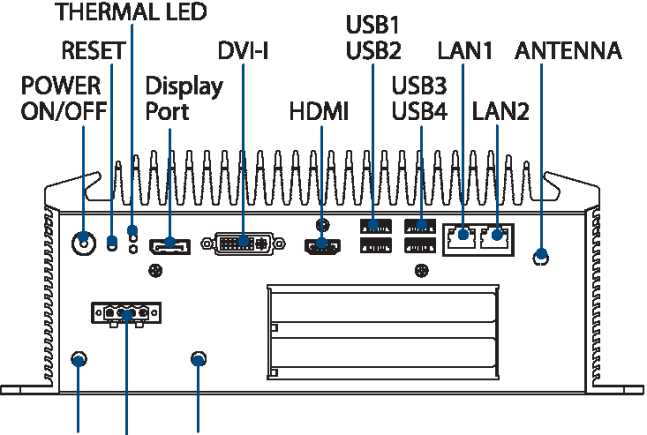 THERMAL LED
RESET
DVI-I
USB1
USB2
LAN1
ANTENNA
POWER
ON/OFF
Display
Port
HDMI
USB3
USB4
LAN2